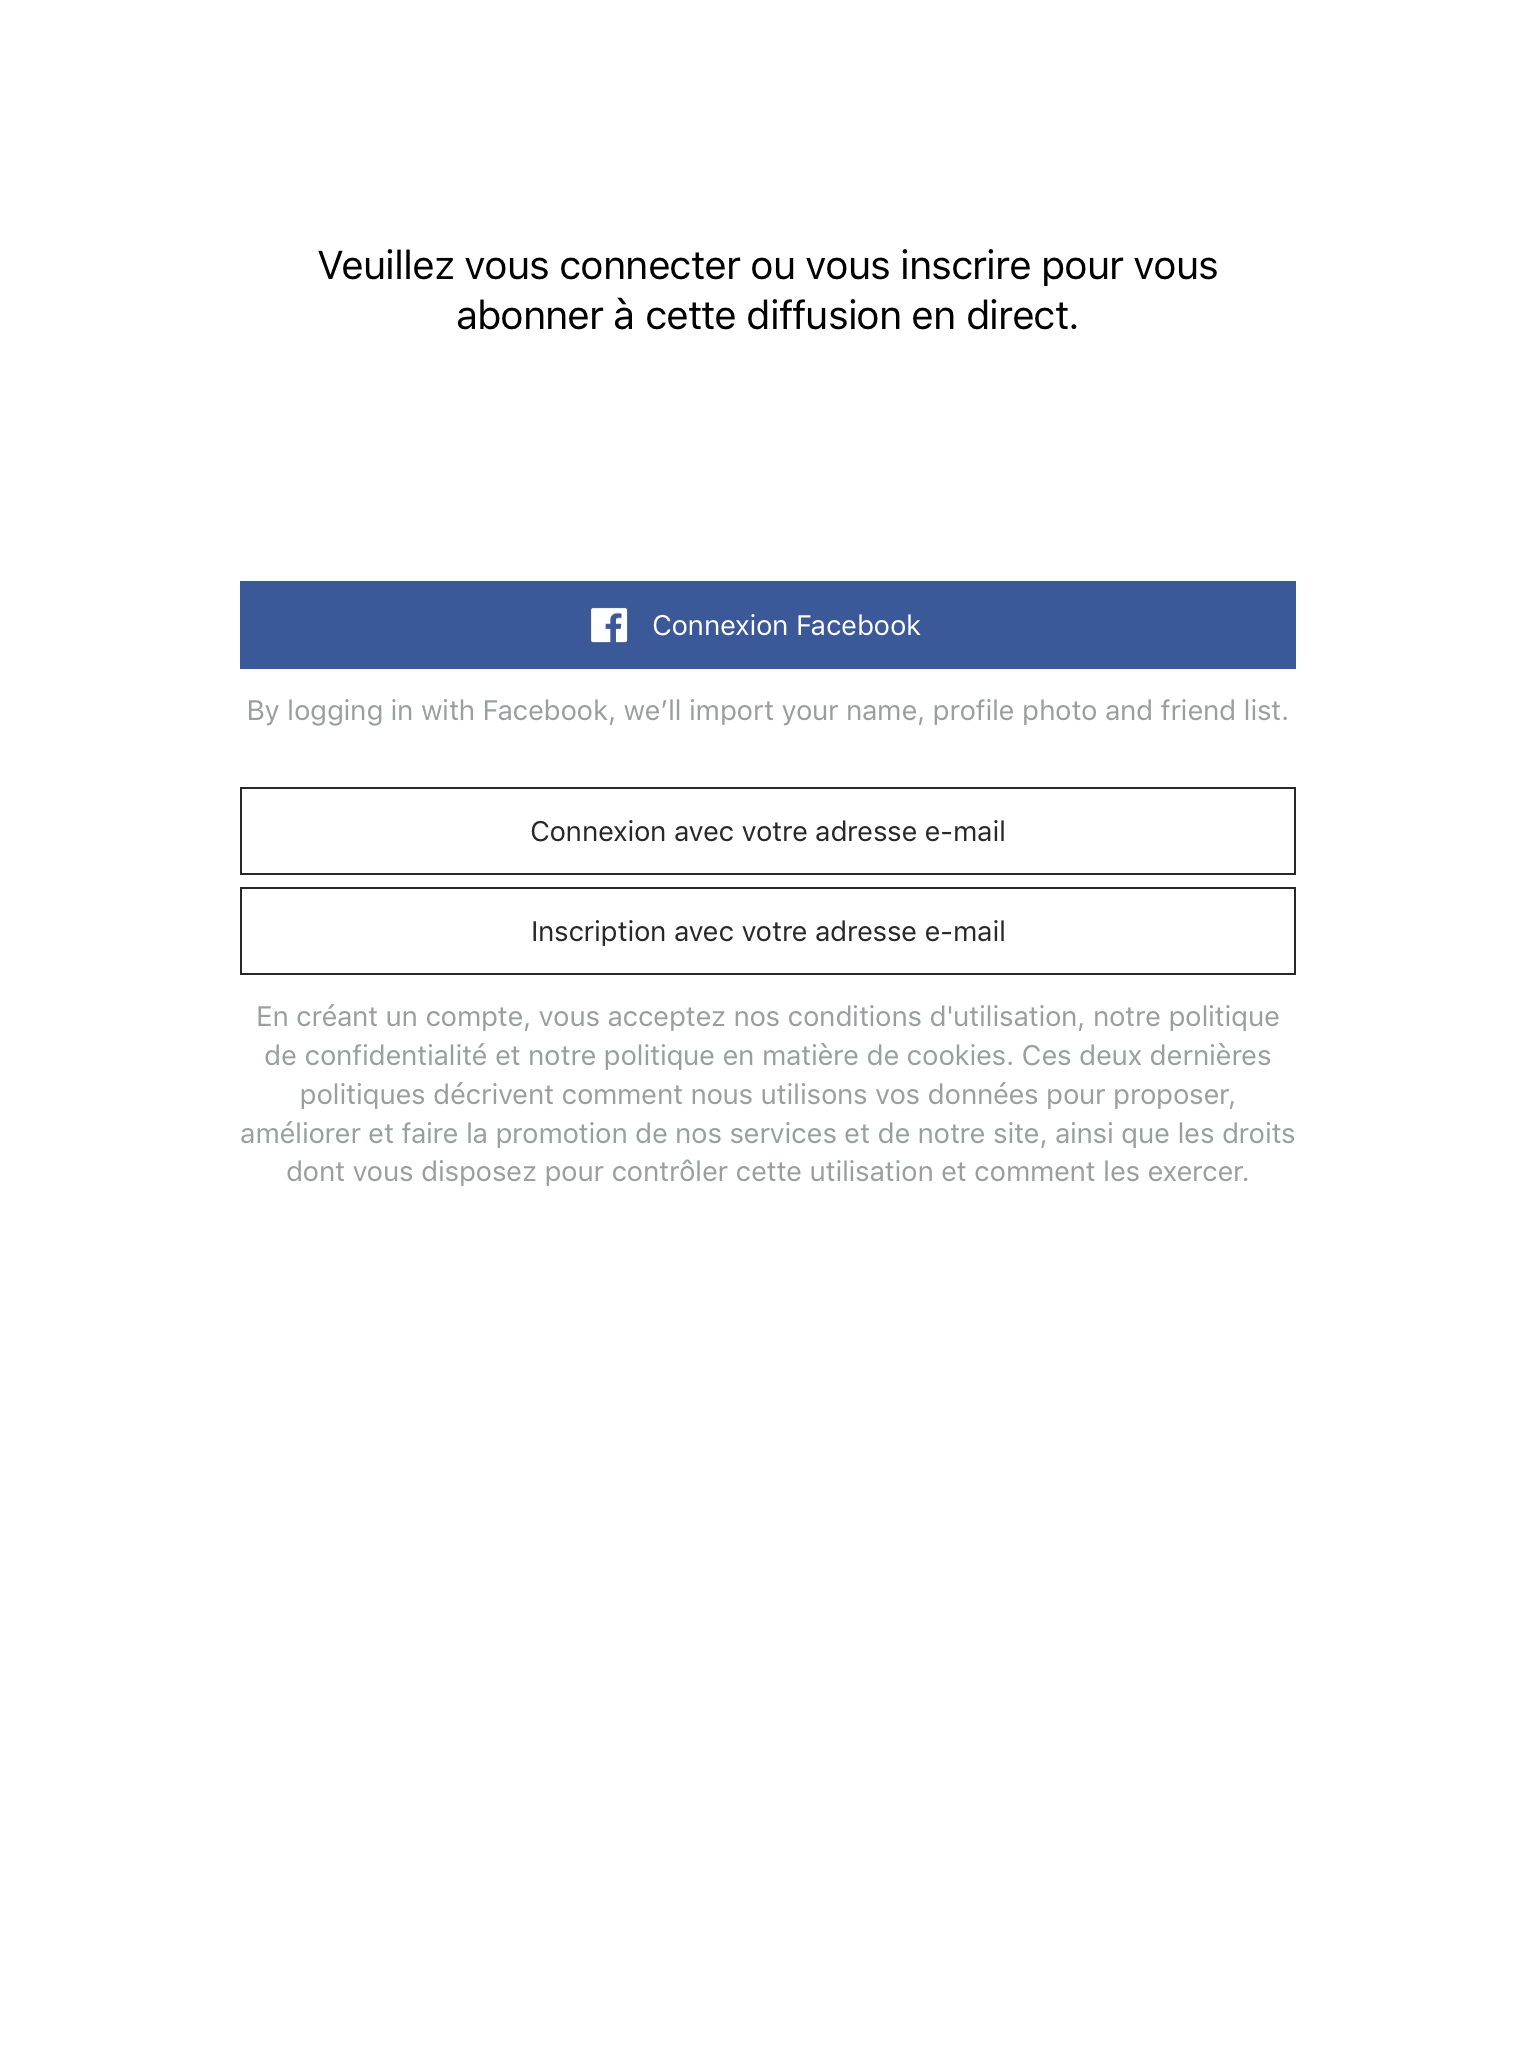 Veuillez vous connecter ou vous inscrire pour vous
abonner à cette diffusion en direct.
Connexion Facebook
By logging in with Facebook, we’ll import your name, profile photo and friend list.
Connexion avec votre adresse e-mail
Inscription avec votre adresse e-mail
En créant un compte, vous acceptez nos conditions d'utilisation, notre politique
de confidentialité et notre politique en matière de cookies. Ces deux dernières
politiques décrivent comment nous utilisons vos données pour proposer,
améliorer et faire la promotion de nos services et de notre site, ainsi que les droits
dont vous disposez pour contrôler cette utilisation et comment les exercer.